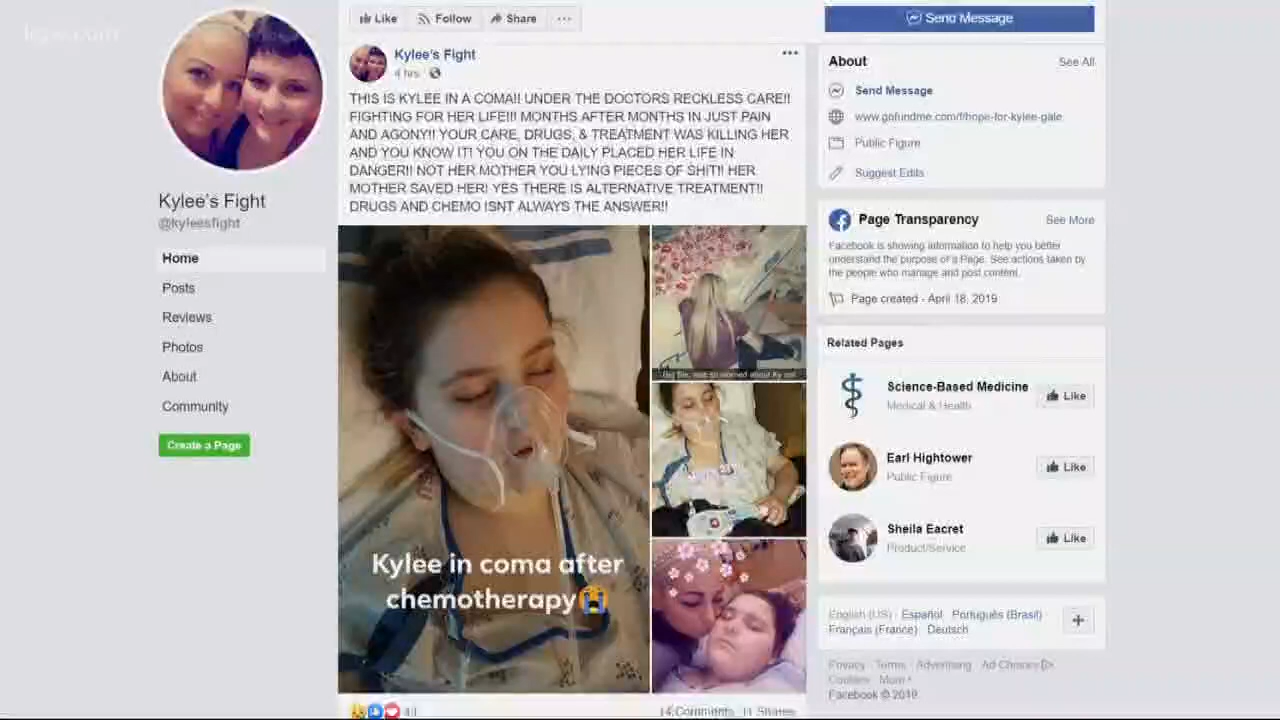 Like
Follow
Share
Send Message
Kylee's Fight
4 hrs
THIS IS KYLEE IN A COMA!! UNDER THE DOCTORS RECKLESS CARE!!
FIGHTING FOR HER LIFE!!! MONTHS AFTER MONTHS IN JUST PAIN
AND AGONY!! YOUR CARE, DRUGS, & TREATMENT WAS KILLING HER
AND YOU KNOW IT! YOU ON THE DAILY PLACED HER LIFE IN
DANGER!! NOT HER MOTHER YOU LYING PIECES OF SHIT!! HER
MOTHER SAVED HER! YES THERE IS ALTERNATIVE TREATMENT!!
DRUGS AND CHEMO ISNT ALWAYS THE ANSWER!!
Kylee in coma after
chemotherapy😭
14 Comments 11 Shares
Kylee's Fight
@kyleesfight
Home
Posts
Reviews
Photos
About
Community
Create a Page
About
See All
Send Message
www.gofundme.com/f/hope-for-kylee-gale
Public Figure
Suggest Edits
Page Transparency
See More
Facebook is showing information to help you better
understand the purpose of a Page. See actions taken by
the people who manage and post content.
Page created - April 18, 2019
Related Pages
Science-Based Medicine
Medical & Health
Like
Earl Hightower
Public Figure
Like
Sheila Eacret
Product/Service
Like
English (US) · Español · Português (Brasil)
Français (France) · Deutsch
Privacy · Terms · Advertising · Ad Choices
Cookies · More
Facebook © 2019